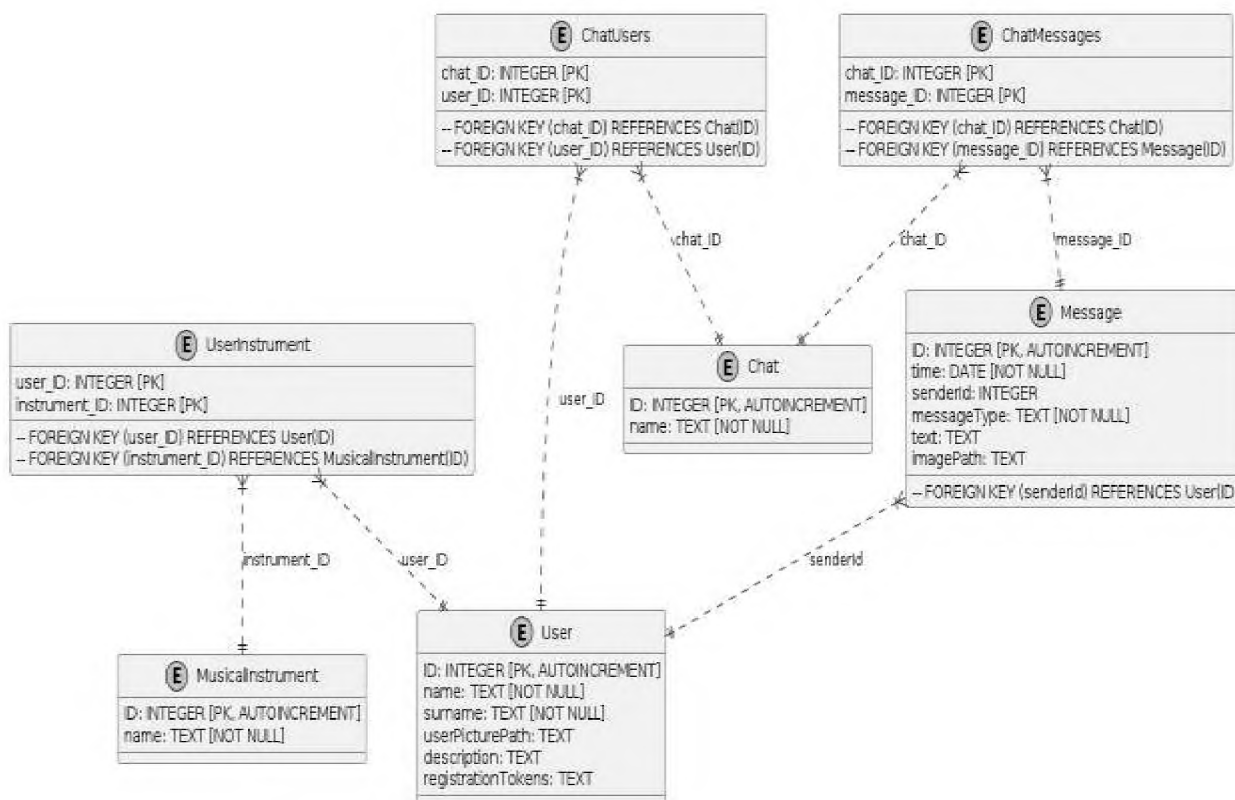 E ChatUsers
chat_ID: INTEGER [PK]
user_ID: INTEGER [PK]
-- FOREIGN KEY (chat_ID) REFERENCES Chat(ID)
-- FOREIGN KEY (user_ID) REFERENCES User(ID)
E ChatMessages
chat_ID: INTEGER [PK]
message_ID: INTEGER [PK]
-- FOREIGN KEY (chat_ID) REFERENCES Chat(ID)
-- FOREIGN KEY (message_ID) REFERENCES Message(ID)
chat_ID
chat_ID
message_ID
E UserInstrument
user_ID: INTEGER [PK]
instrument_ID: INTEGER [PK]
-- FOREIGN KEY (user_ID) REFERENCES User(ID)
-- FOREIGN KEY (instrument_ID) REFERENCES MusicalInstrument(ID)
user_ID
E Chat
ID: INTEGER [PK, AUTOINCREMENT]
name: TEXT [NOT NULL]
E Message
ID: INTEGER [PK, AUTOINCREMENT]
time: DATE [NOT NULL]
senderId: INTEGER
messageType: TEXT [NOT NULL]
text: TEXT
imagePath: TEXT
-- FOREIGN KEY (senderId) REFERENCES User(ID
instrument_ID
user_ID
senderId
E MusicalInstrument
ID: INTEGER [PK, AUTOINCREMENT]
name: TEXT [NOT NULL]
E User
ID: INTEGER [PK, AUTOINCREMENT]
name: TEXT [NOT NULL]
surname: TEXT [NOT NULL]
userPicturePath: TEXT
description: TEXT
registrationTokens: TEXT